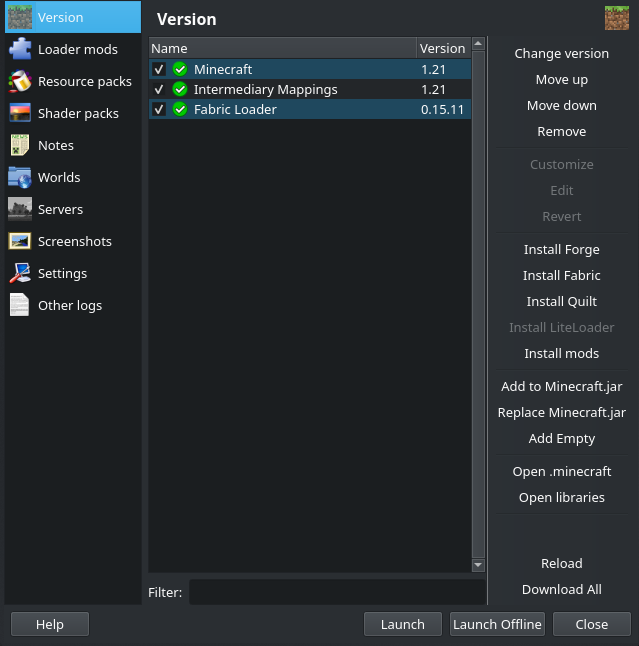 Version
Loader mods
Resource packs
Shader packs
Notes
Worlds
Servers
Screenshots
Settings
Other logs
Version
Name Version
Minecraft 1.21
Intermediary Mappings 1.21
Fabric Loader 0.15.11
Filter:
Change version
Move up
Move down
Remove
Customize
Edit
Revert
Install Forge
Install Fabric
Install Quilt
Install LiteLoader
Install mods
Add to Minecraft.jar
Replace Minecraft.jar
Add Empty
Open .minecraft
Open libraries
Reload
Download All
Help Launch Launch Offline Close